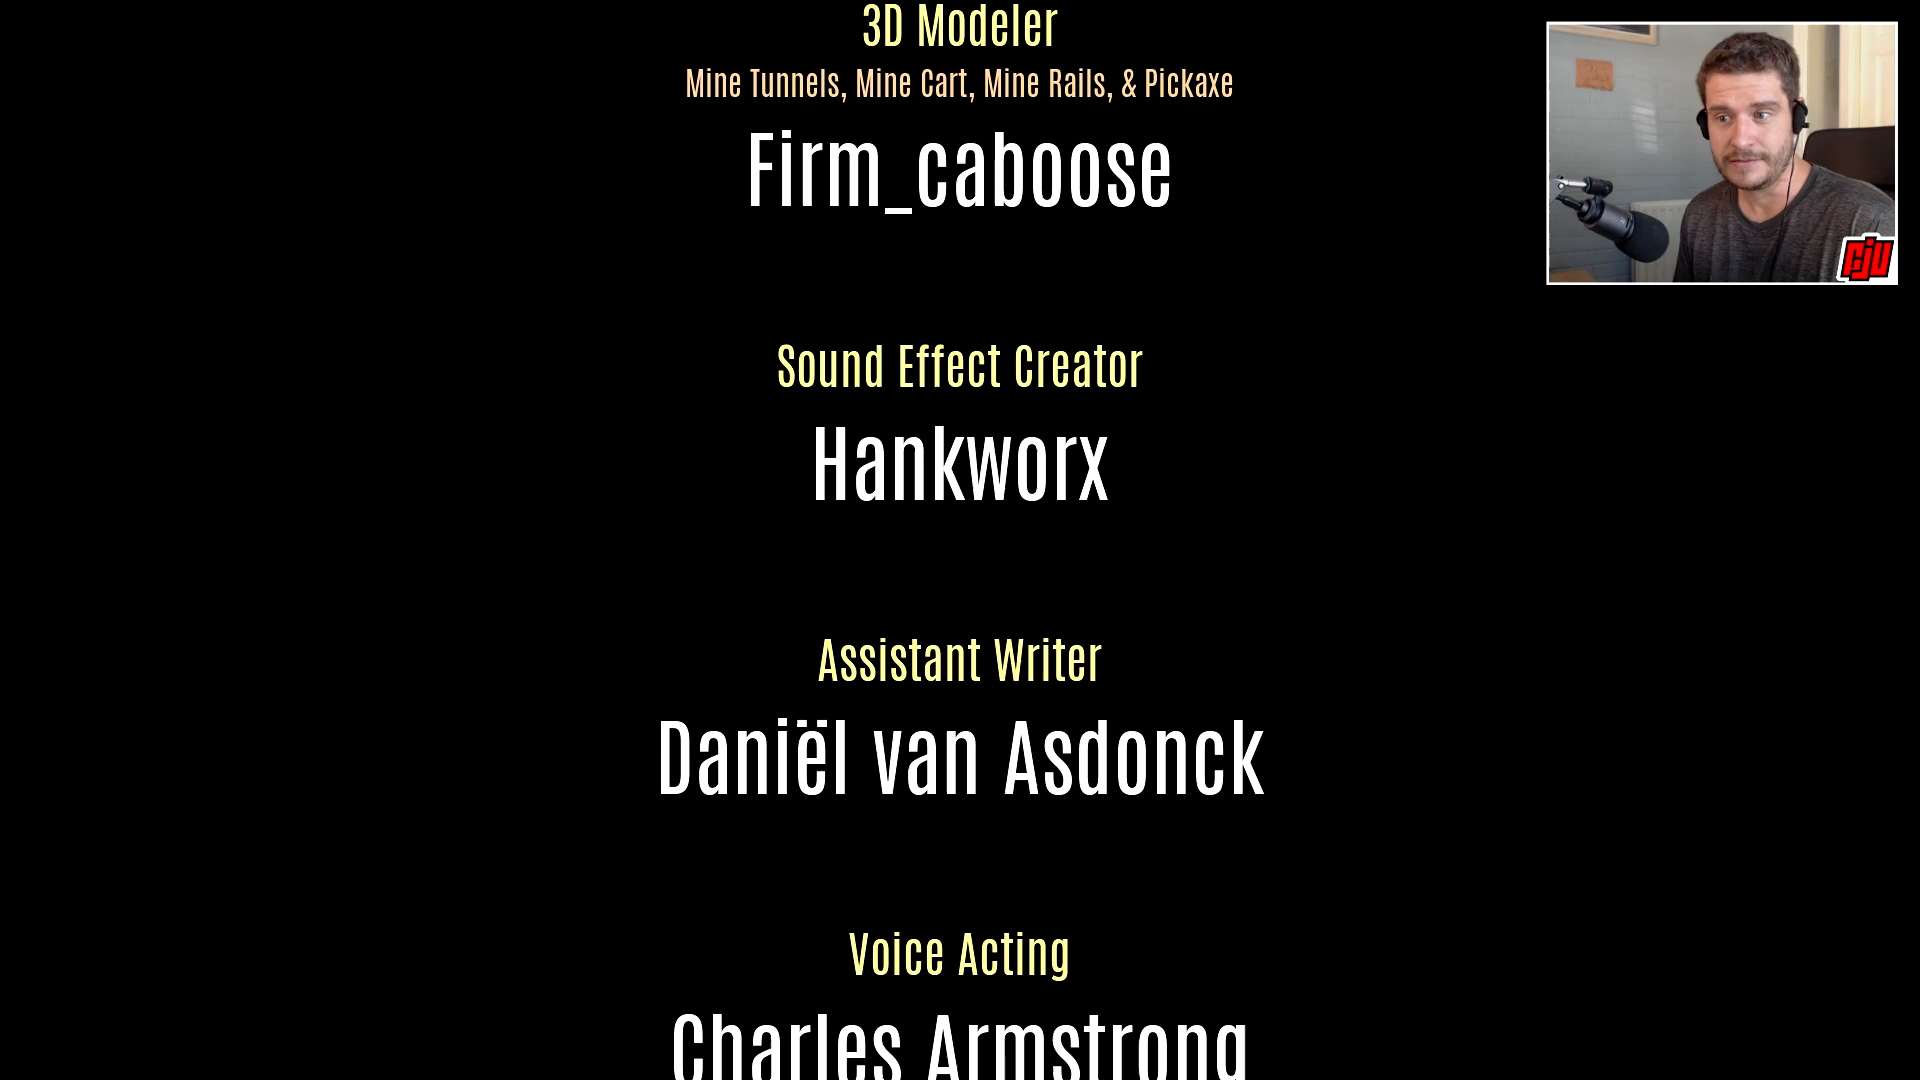 3D Modeler
Mine Tunnels, Mine Cart, Mine Rails, & Pickaxe
Firm_caboose
Sound Effect Creator
Hankworx
Assistant Writer
Daniël van Asdonck
Voice Acting
Charles Armstrong